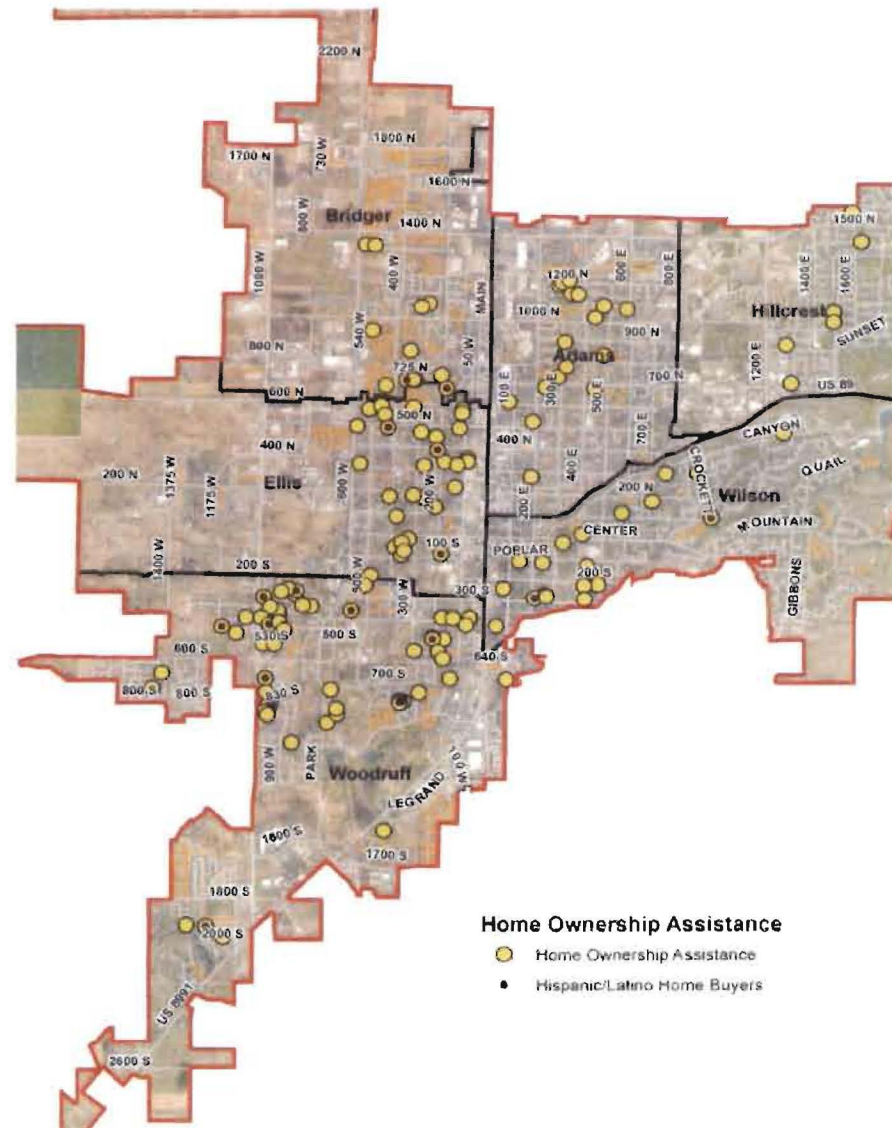 2200 N
1800 N
1700 N
730 W
1600 N
800 W
Bridger
1400 N
1500 N
1000 W
400 W
MAIN
1200 N
600 E
800 E
1400 E
1600 E
1000 N
Hillcrest
540 W
900 N
SUNSET
800 N
50 W
Adams
1200 E
725 N
700 N
600 N
100 E
300 E
500 E
US 89
500 N
CANYON
400 N
400 N
700 E
200 N
1375 W
Ellis
600 W
400 E
CROCKETT
QUAIL
1175 W
200 W
200 E
200 N
Wilson
MOUNTAIN
CENTER
100 S
POPLAR
1400 W
200 S
500 W
200 S
300 W
300 S
GIBBONS
530 S
500 S
600 S
640 S
700 S
800 S
800 S
830 S
900 W
PARK
Woodruff
LEGRAND
1600 S
1700 S
1800 S
2000 S
US 8991
2600 S
Home Ownership Assistance
Home Ownership Assistance
Hispanic/Latino Home Buyers